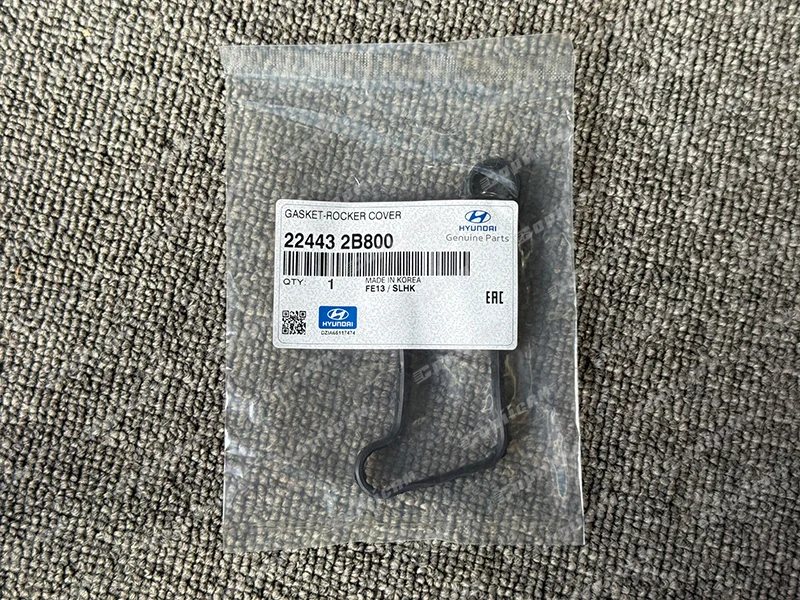 GASKET-ROCKER COVER
HYUNDAI
Genuine Parts
22443 2B800
QTY: 1
MADE IN KOREA
FE13 / SLHK
EAC
HYUNDAI